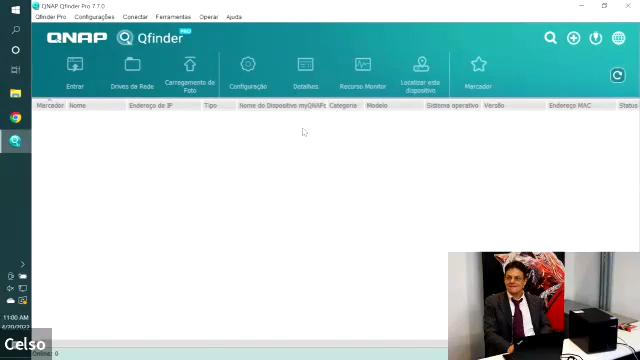 QNAP Qfinder Pro 7.7.0
Qfinder Pro Configurações Conectar Ferramentas Operar Ajuda
QNAP Qfinder PRO
Entrar Drives da Rede Carregamento de Foto Configuração Detalhes Recurso Monitor Localizar este dispositivo Marcador
Marcador Nome Endereço de IP Tipo Nome do Dispositivo myQNAPc Categoria Modelo Sistema operativo Versão Endereço MAC Status
11:00 AM
Celso
Online: 0